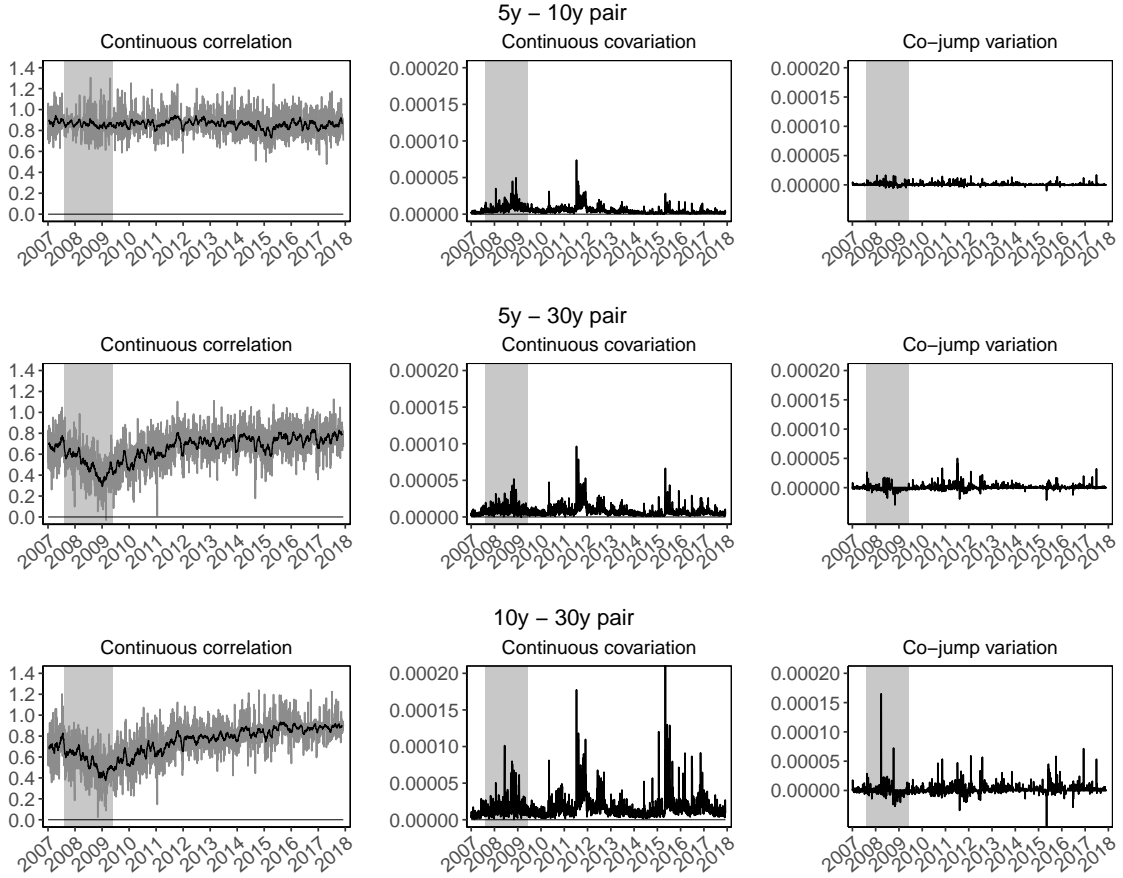 5y − 10y pair
Continuous correlation Continuous covariation Co−jump variation
1.4 0.00020 0.00020
1.2
1.0 0.00015 0.00015
0.8 0.00010 0.00010
0.6
0.4 0.00005 0.00005
0.2
0.0 0.00000 0.00000
2007 2008 2009 2010 2011 2012 2013 2014 2015 2016 2017 2018 2007 2008 2009 2010 2011 2012 2013 2014 2015 2016 2017 2018 2007 2008 2009 2010 2011 2012 2013 2014 2015 2016 2017 2018
5y − 30y pair
Continuous correlation Continuous covariation Co−jump variation
1.4 0.00020 0.00020
1.2
1.0 0.00015 0.00015
0.8 0.00010 0.00010
0.6
0.4 0.00005 0.00005
0.2
0.0 0.00000 0.00000
2007 2008 2009 2010 2011 2012 2013 2014 2015 2016 2017 2018 2007 2008 2009 2010 2011 2012 2013 2014 2015 2016 2017 2018 2007 2008 2009 2010 2011 2012 2013 2014 2015 2016 2017 2018
10y − 30y pair
Continuous correlation Continuous covariation Co−jump variation
1.4 0.00020 0.00020
1.2
1.0 0.00015 0.00015
0.8 0.00010 0.00010
0.6
0.4 0.00005 0.00005
0.2
0.0 0.00000 0.00000
2007 2008 2009 2010 2011 2012 2013 2014 2015 2016 2017 2018 2007 2008 2009 2010 2011 2012 2013 2014 2015 2016 2017 2018 2007 2008 2009 2010 2011 2012 2013 2014 2015 2016 2017 2018